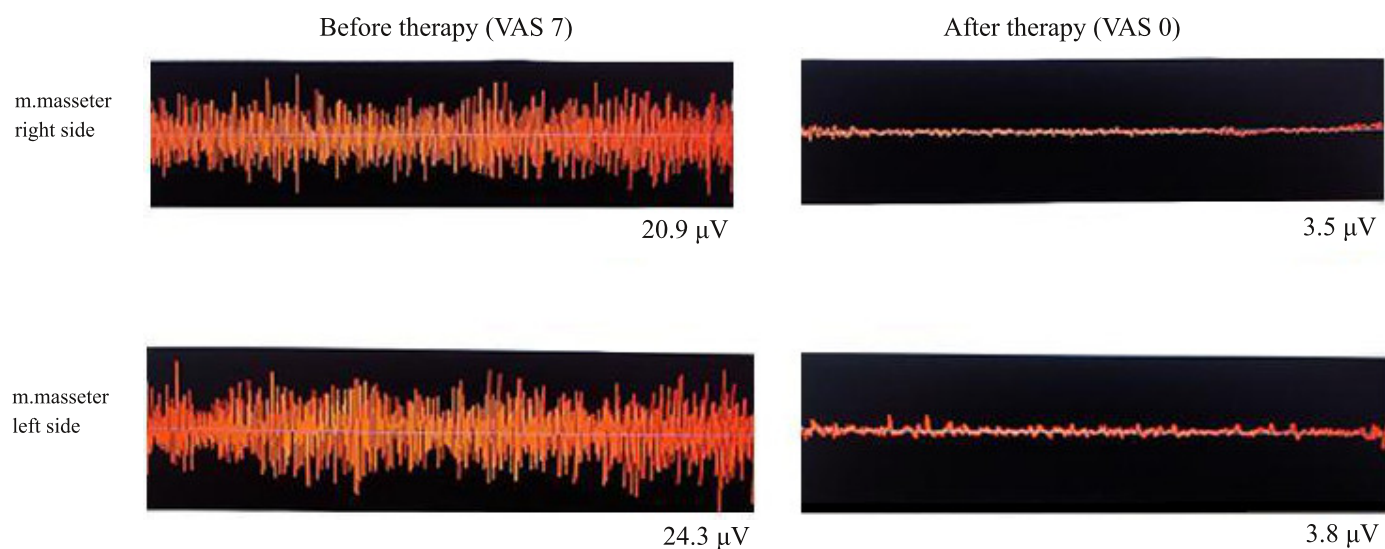 Before therapy (VAS 7)
After therapy (VAS 0)
m.masseter
right side
20.9 μV
3.5 μV
m.masseter
left side
24.3 μV
3.8 μV